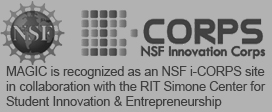 NSF
CORPS
NSF Innovation Corps
MAGIC is recognized as an NSF i-CORPS site
in collaboration with the RIT Simone Center for
Student Innovation & Entrepreneurship